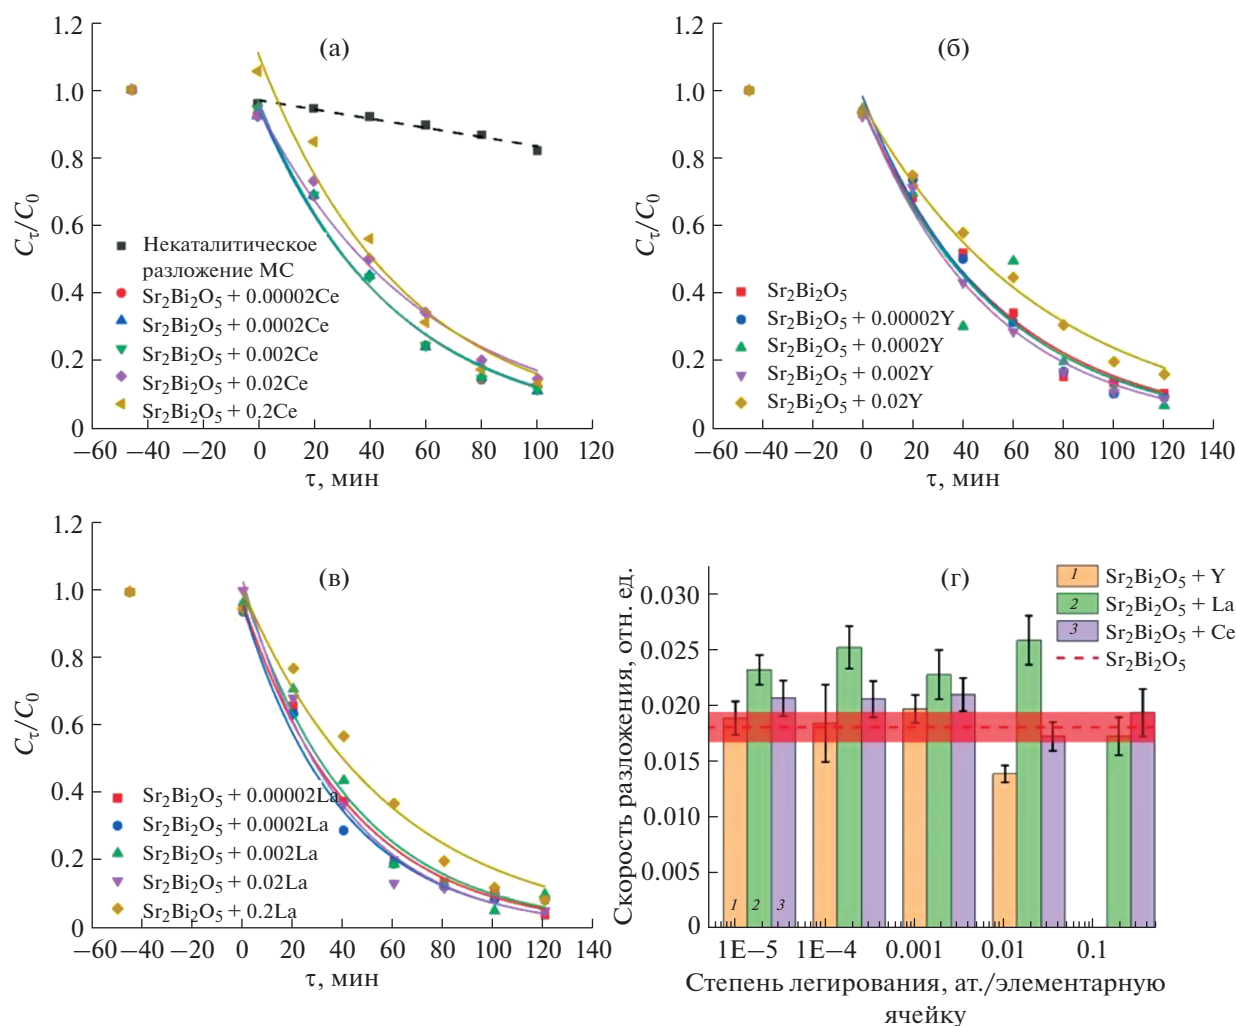 (а)
C_τ/C_0
1.2
1.0
0.8
0.6
0.4
0.2
0
Некаталитическое
разложение МС
Sr2Bi2O5 + 0.00002Ce
Sr2Bi2O5 + 0.0002Ce
Sr2Bi2O5 + 0.002Ce
Sr2Bi2O5 + 0.02Ce
Sr2Bi2O5 + 0.2Ce
−60 −40 −20 0 20 40 60 80 100 120
τ, мин
(б)
C_τ/C_0
1.2
1.0
0.8
0.6
0.4
0.2
0
Sr2Bi2O5
Sr2Bi2O5 + 0.00002Y
Sr2Bi2O5 + 0.0002Y
Sr2Bi2O5 + 0.002Y
Sr2Bi2O5 + 0.02Y
−60 −40 −20 0 20 40 60 80 100 120 140
τ, мин
(в)
C_τ/C_0
1.2
1.0
0.8
0.6
0.4
0.2
0
Sr2Bi2O5 + 0.00002La
Sr2Bi2O5 + 0.0002La
Sr2Bi2O5 + 0.002La
Sr2Bi2O5 + 0.02La
Sr2Bi2O5 + 0.2La
−60 −40 −20 0 20 40 60 80 100 120 140
τ, мин
(г)
Скорость разложения, отн. ед.
0.030
0.025
0.020
0.015
0.010
0.005
0
1 Sr2Bi2O5 + Y
2 Sr2Bi2O5 + La
3 Sr2Bi2O5 + Ce
Sr2Bi2O5
1 2 3
1E−5 1E−4 0.001 0.01 0.1
Степень легирования, ат./элементарную
ячейку